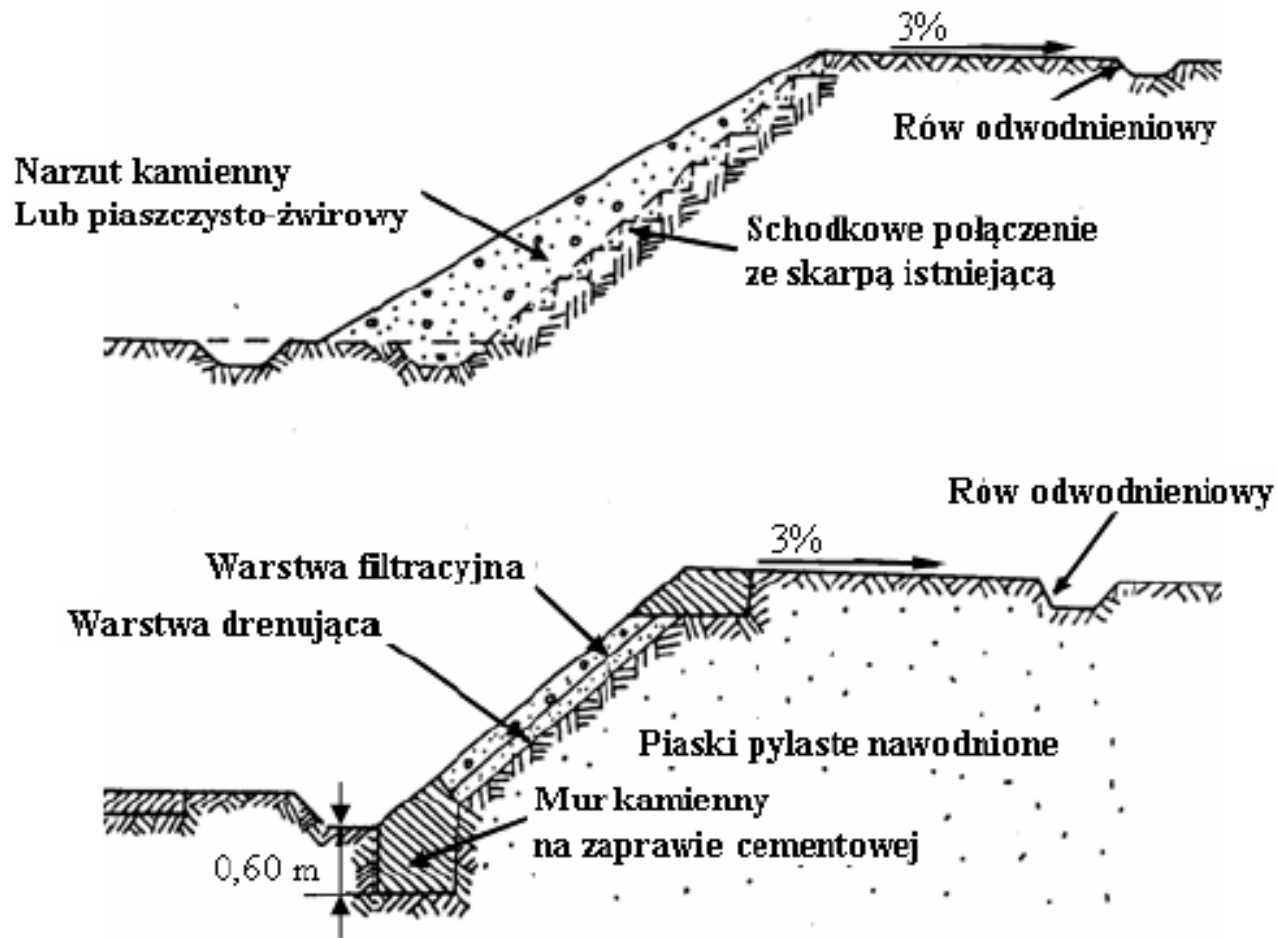 3%
Rów odwodnieniowy
Narzut kamienny
Lub piaszczysto-żwirowy
Schodkowe połączenie
ze skarpą istniejącą
Rów odwodnieniowy
3%
Warstwa filtracyjna
Warstwa drenująca
Piaski pylaste nawodnione
Mur kamienny
na zaprawie cementowej
0,60 m